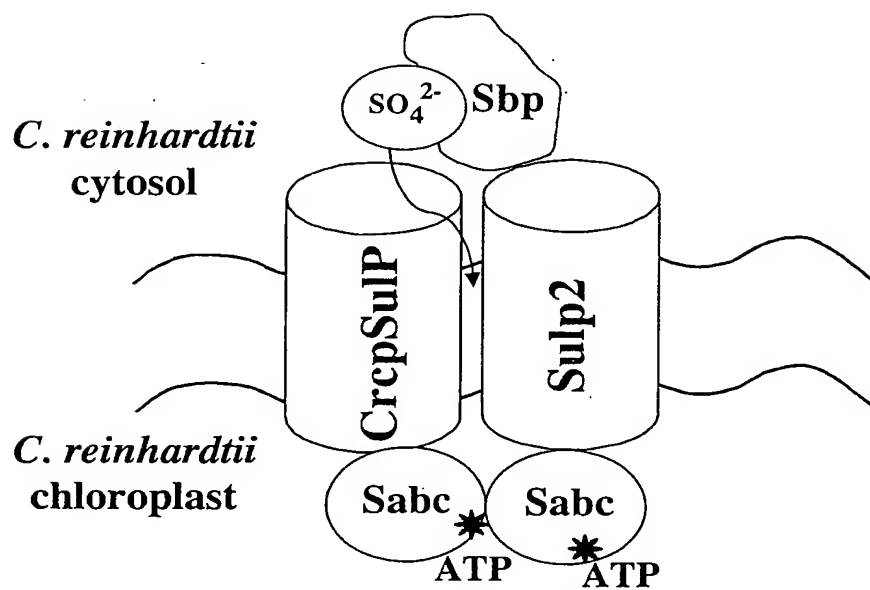 SO₄²⁻
Sbp
C. reinhardtii
cytosol
CrcpSulP
Sulp2
C. reinhardtii
chloroplast
Sabc
Sabc
ATP
ATP